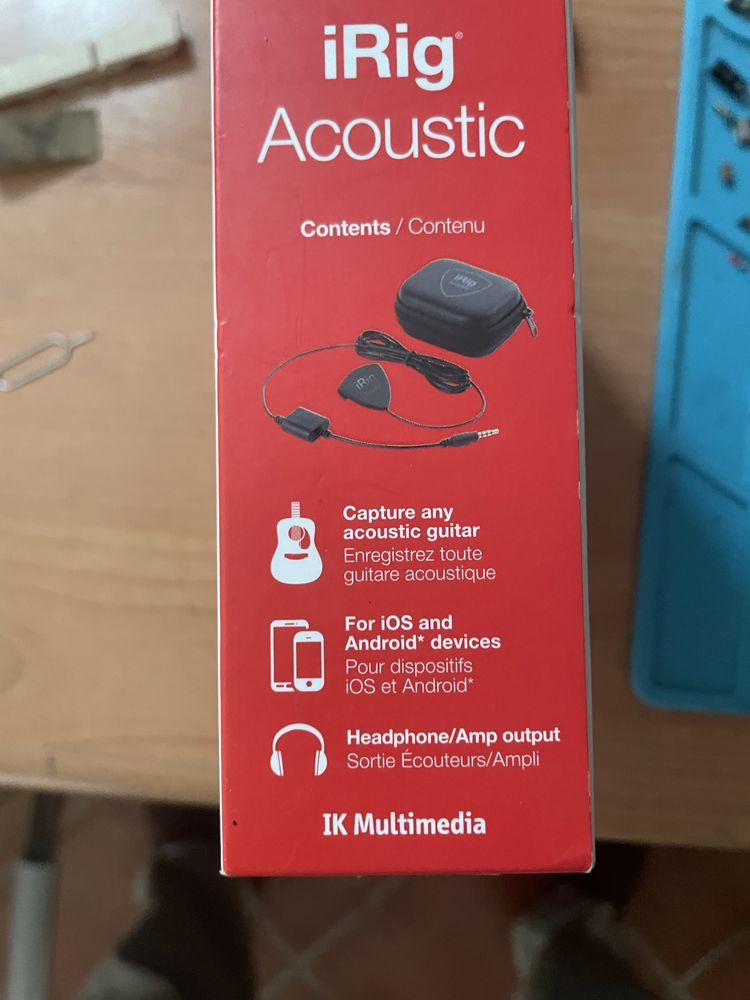 iRig®
Acoustic
Contents / Contenu
iRig
iRig
Capture any
acoustic guitar
Enregistrez toute
guitare acoustique
For iOS and
Android* devices
Pour dispositifs
iOS et Android*
Headphone/Amp output
Sortie Écouteurs/Ampli
IK Multimedia